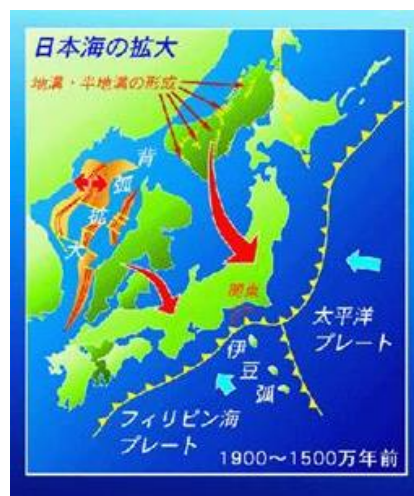 日本海の拡大
地溝・半地溝の形成
背弧拡大
関東
太平洋
プレート
伊豆弧
フィリピン海
プレート
1900～1500万年前